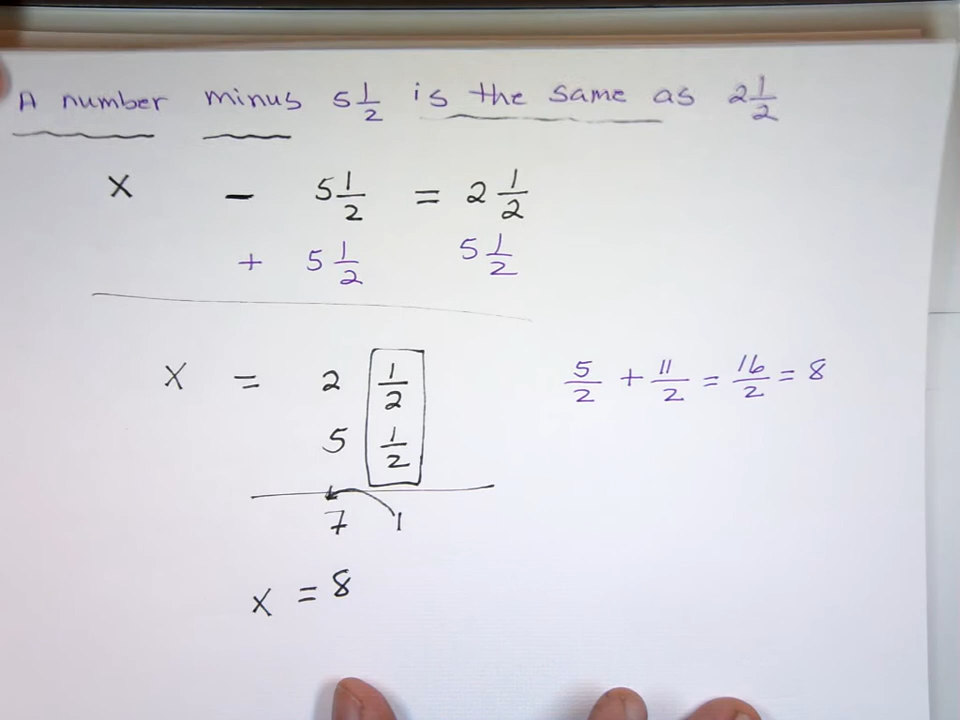 A number minus 5 1/2 is the same as 2 1/2
X - 5 1/2 = 2 1/2
+ 5 1/2 5 1/2
X = 2 1/2
5 1/2
7 1
x = 8
5/2 + 11/2 = 16/2 = 8